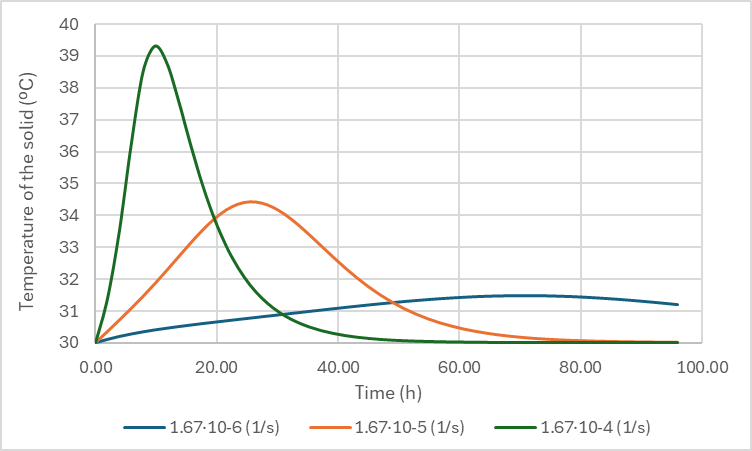 40
39
38
37
36
35
34
33
32
31
30
Temperature of the solid (ºC)
0.00 20.00 40.00 60.00 80.00 100.00
Time (h)
1.67·10-6 (1/s) 1.67·10-5 (1/s) 1.67·10-4 (1/s)